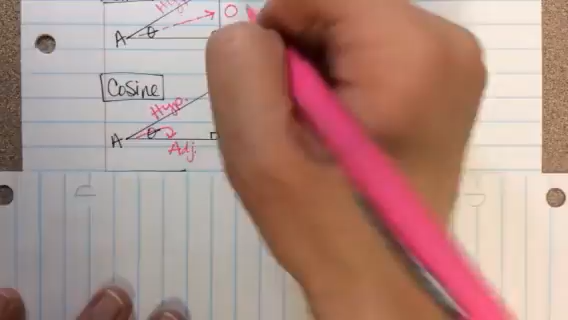 Hyp.
O
A θ
Cosine
Hyp.
A θ
Adj.